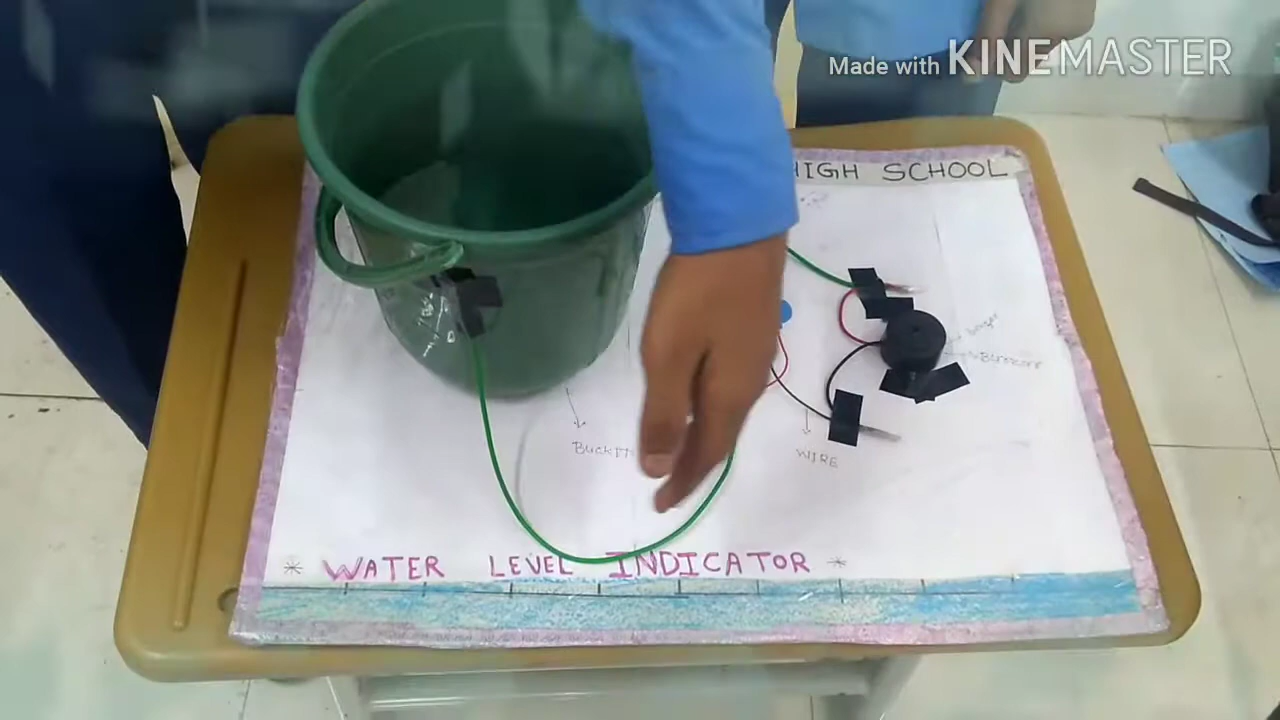 Made with KINEMASTER
HIGH SCHOOL
WIRE
* WATER LEVEL INDICATOR *